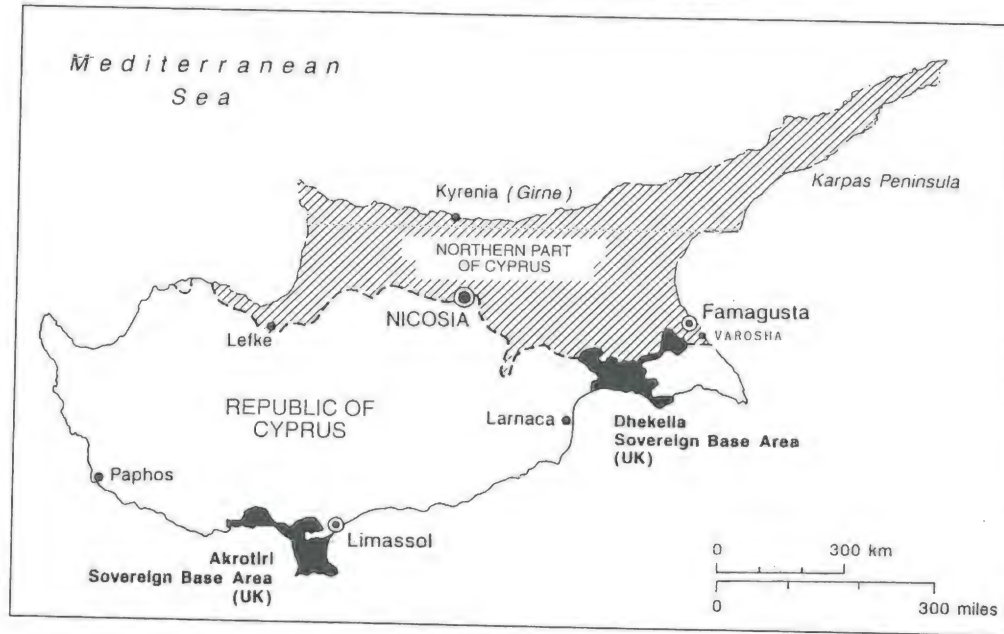 Mediterranean
Sea
Karpas Peninsula
Kyrenia (Girne)
NORTHERN PART
OF CYPRUS
NICOSIA
Famagusta
VAROSHA
Lefke
REPUBLIC OF
CYPRUS
Larnaca
Dhekelia
Sovereign Base Area
(UK)
Paphos
Limassol
Akrotiri
Sovereign Base Area
(UK)
0 300 km
0 300 miles